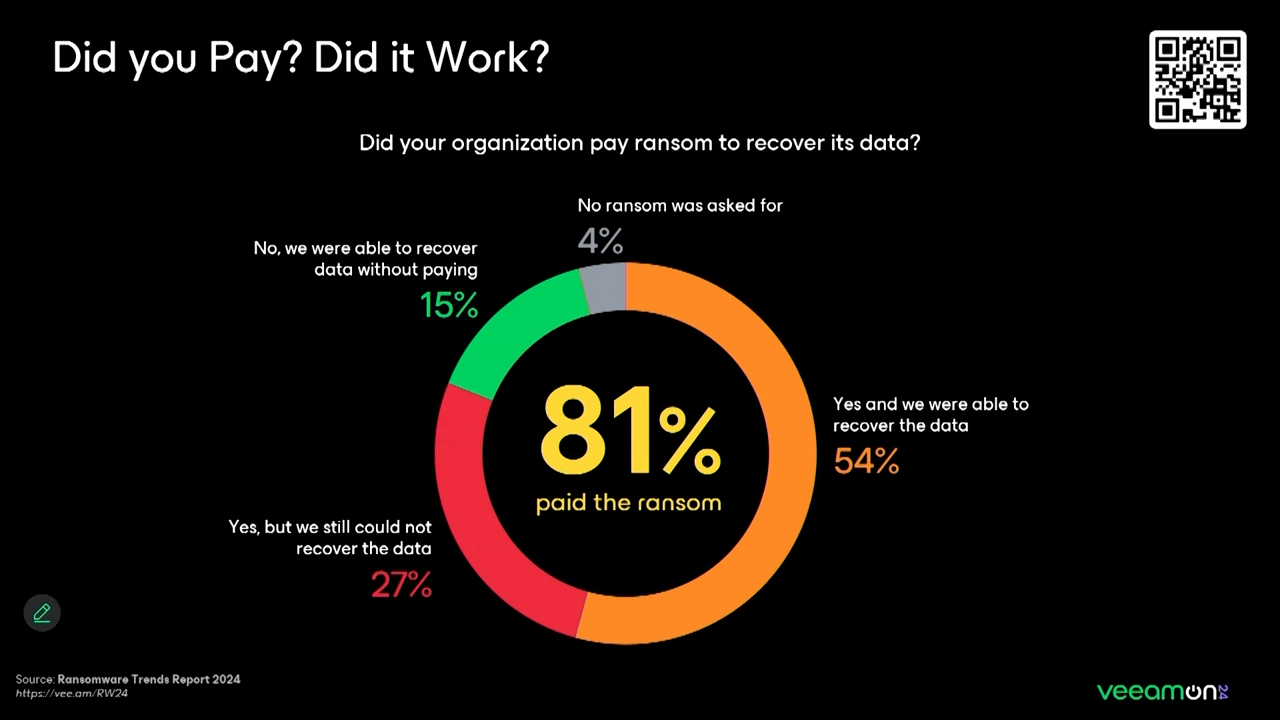 Did you Pay? Did it Work?
Did your organization pay ransom to recover its data?
No ransom was asked for
4%
No, we were able to recover
data without paying
15%
81%
paid the ransom
Yes and we were able to
recover the data
54%
Yes, but we still could not
recover the data
27%
Source: Ransomware Trends Report 2024
https://vee.am/RW24
veeamon24